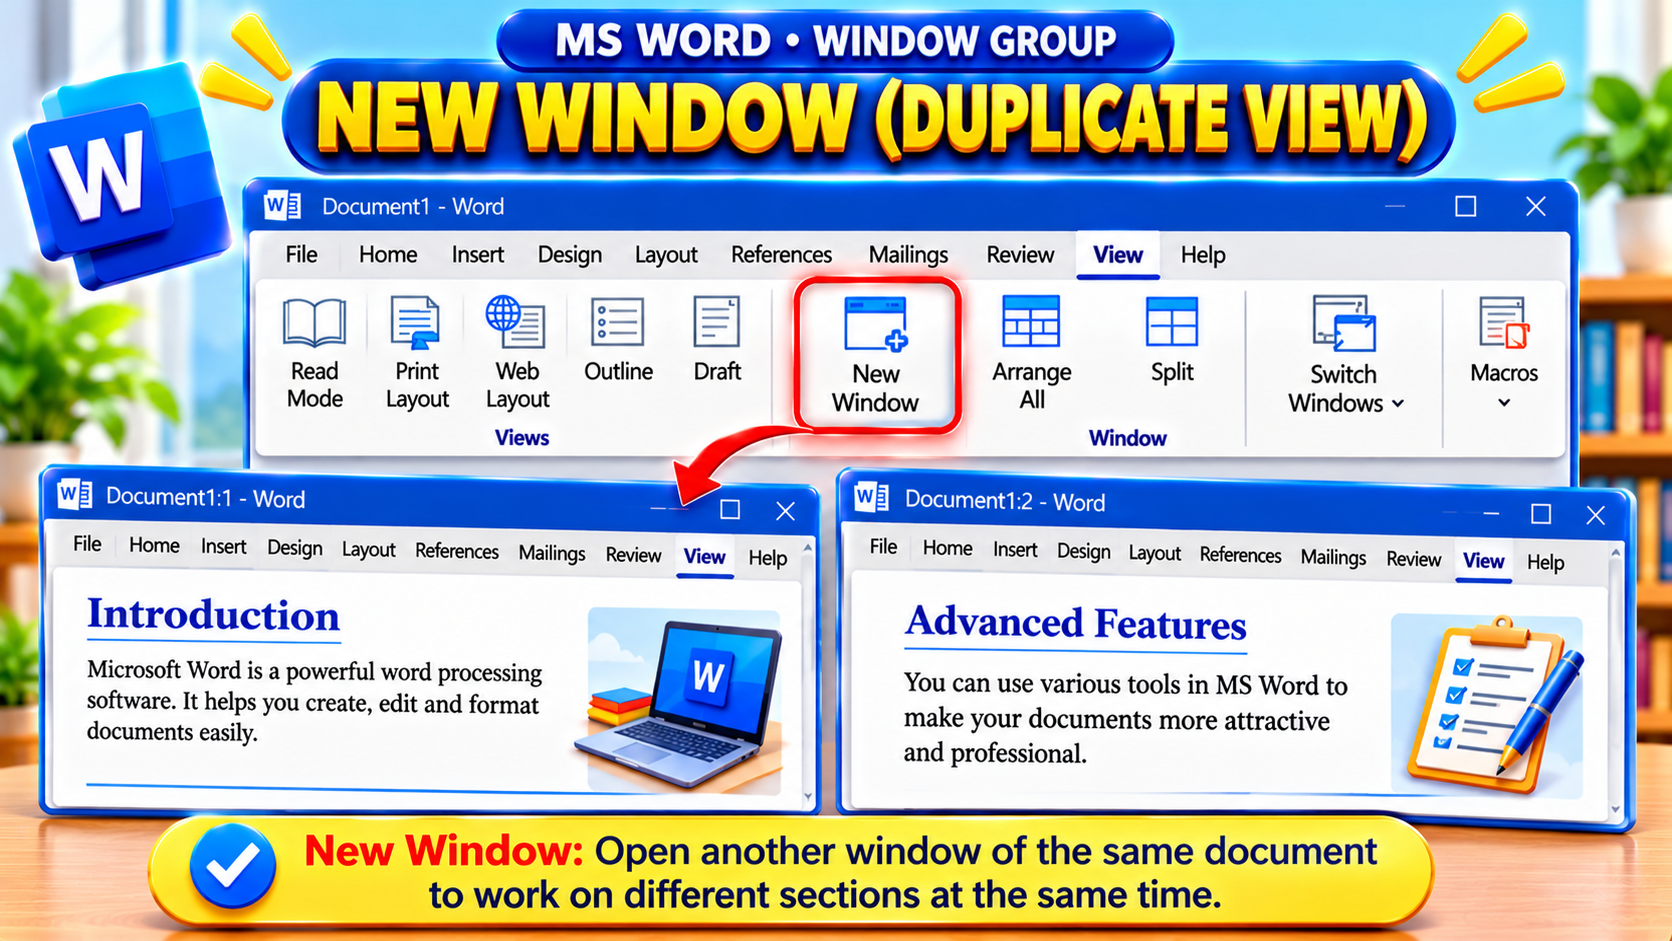 MS WORD • WINDOW GROUP
NEW WINDOW (DUPLICATE VIEW)
W
W Document1 - Word
File Home Insert Design Layout References Mailings Review View Help
Read Mode
Print Layout
Web Layout
Outline
Draft
New Window
Arrange All
Split
Switch Windows
Macros
Views
Window
W Document1:1 - Word
File Home Insert Design Layout References Mailings Review View Help
Introduction
Microsoft Word is a powerful word processing
software. It helps you create, edit and format
documents easily.
W
W Document1:2 - Word
File Home Insert Design Layout References Mailings Review View Help
Advanced Features
You can use various tools in MS Word to
make your documents more attractive
and professional.
New Window: Open another window of the same document
to work on different sections at the same time.